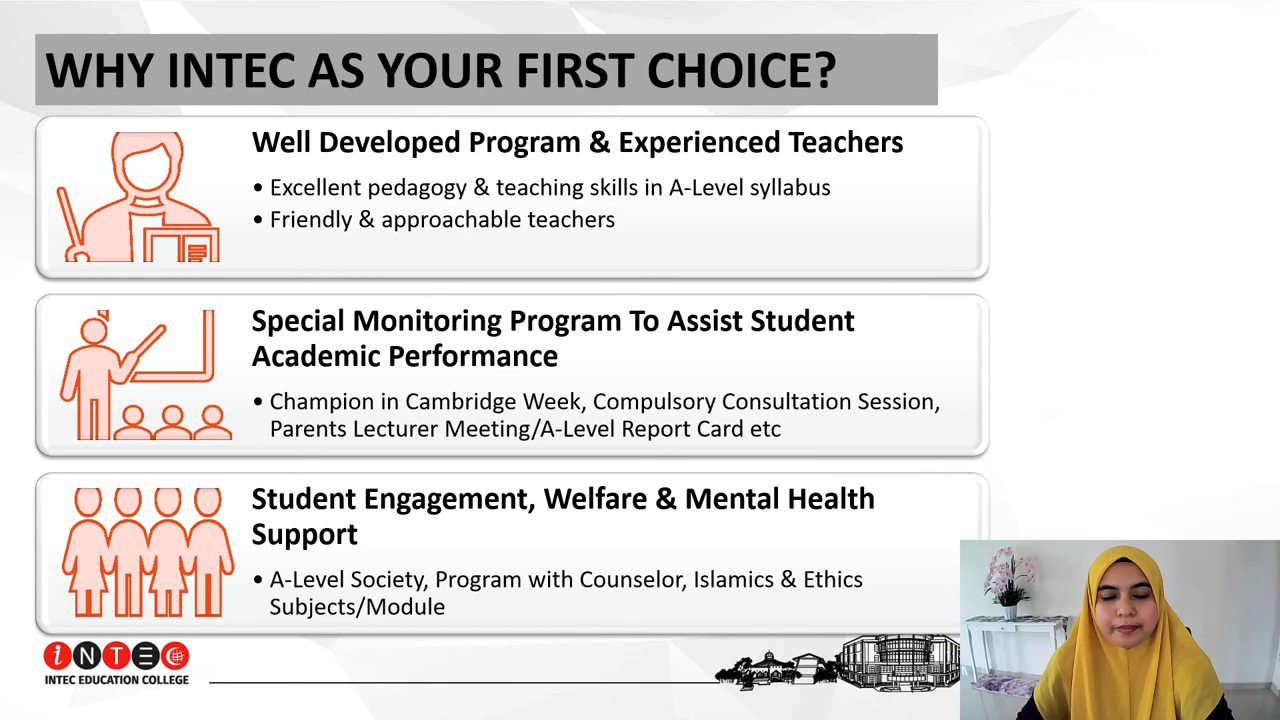 WHY INTEC AS YOUR FIRST CHOICE?
Well Developed Program & Experienced Teachers
• Excellent pedagogy & teaching skills in A-Level syllabus
• Friendly & approachable teachers
Special Monitoring Program To Assist Student
Academic Performance
• Champion in Cambridge Week, Compulsory Consultation Session,
Parents Lecturer Meeting/A-Level Report Card etc
Student Engagement, Welfare & Mental Health
Support
• A-Level Society, Program with Counselor, Islamics & Ethics
Subjects/Module
iNTEC
INTEC EDUCATION COLLEGE